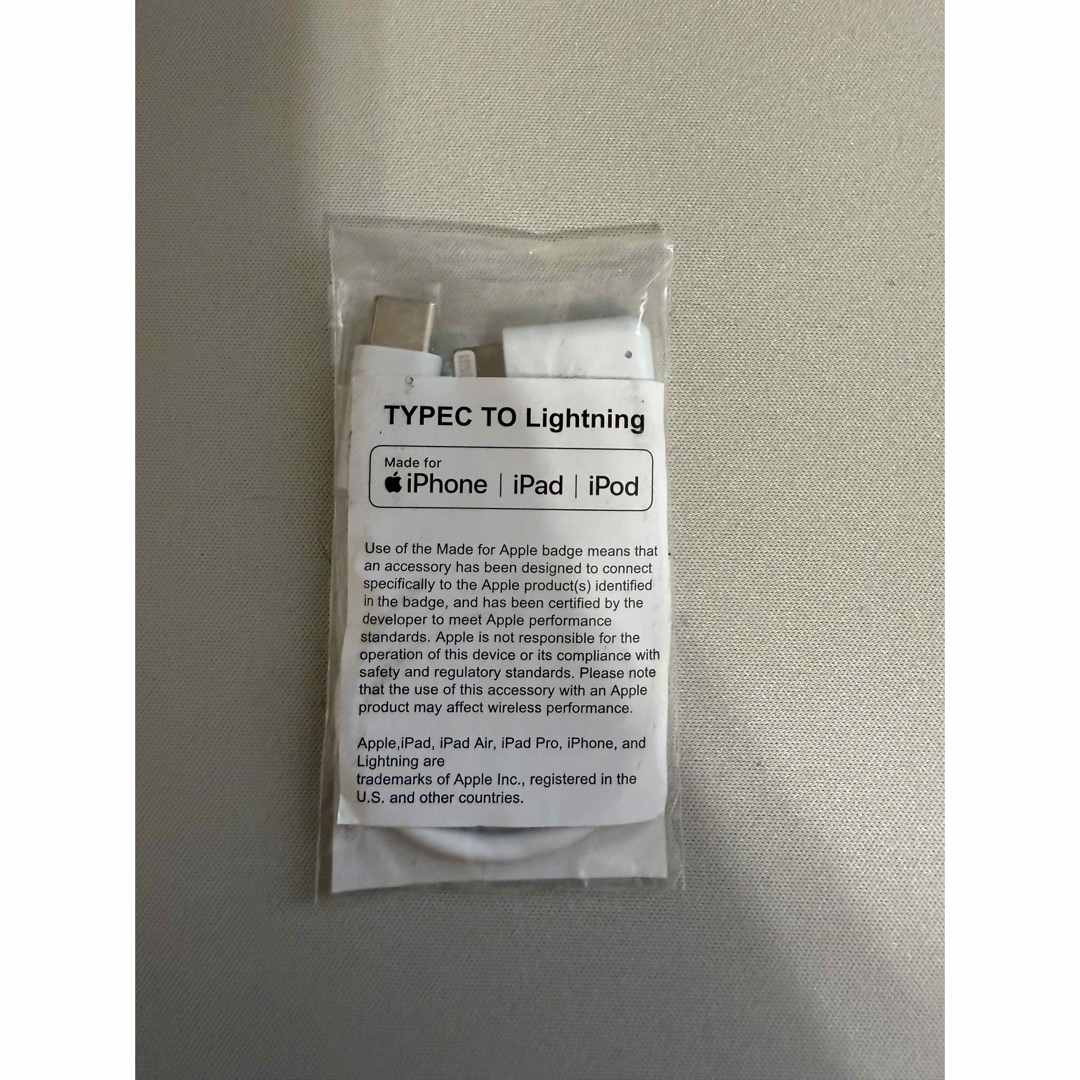 TYPEC TO Lightning
Made for
iPhone | iPad | iPod
Use of the Made for Apple badge means that
an accessory has been designed to connect
specifically to the Apple product(s) identified
in the badge, and has been certified by the
developer to meet Apple performance
standards. Apple is not responsible for the
operation of this device or its compliance with
safety and regulatory standards. Please note
that the use of this accessory with an Apple
product may affect wireless performance.
Apple,iPad, iPad Air, iPad Pro, iPhone, and
Lightning are
trademarks of Apple Inc., registered in the
U.S. and other countries.